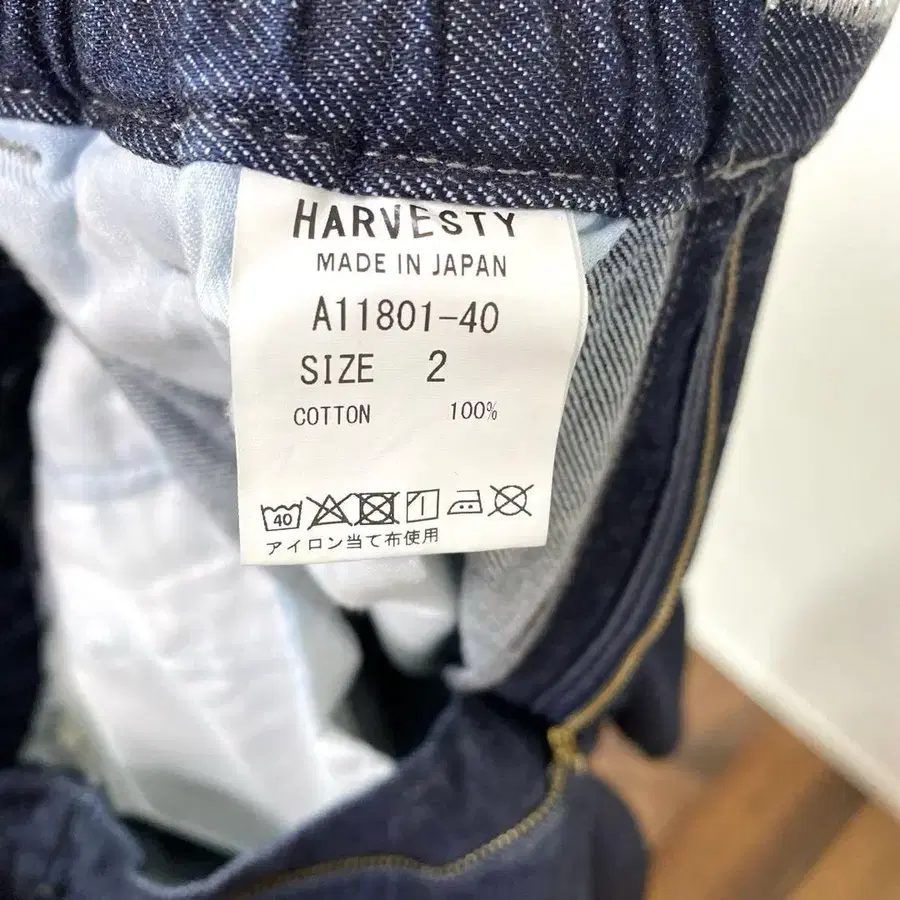 HARVESTY
MADE IN JAPAN
A11801-40
SIZE 2
COTTON 100%
40
アイロン当て布使用